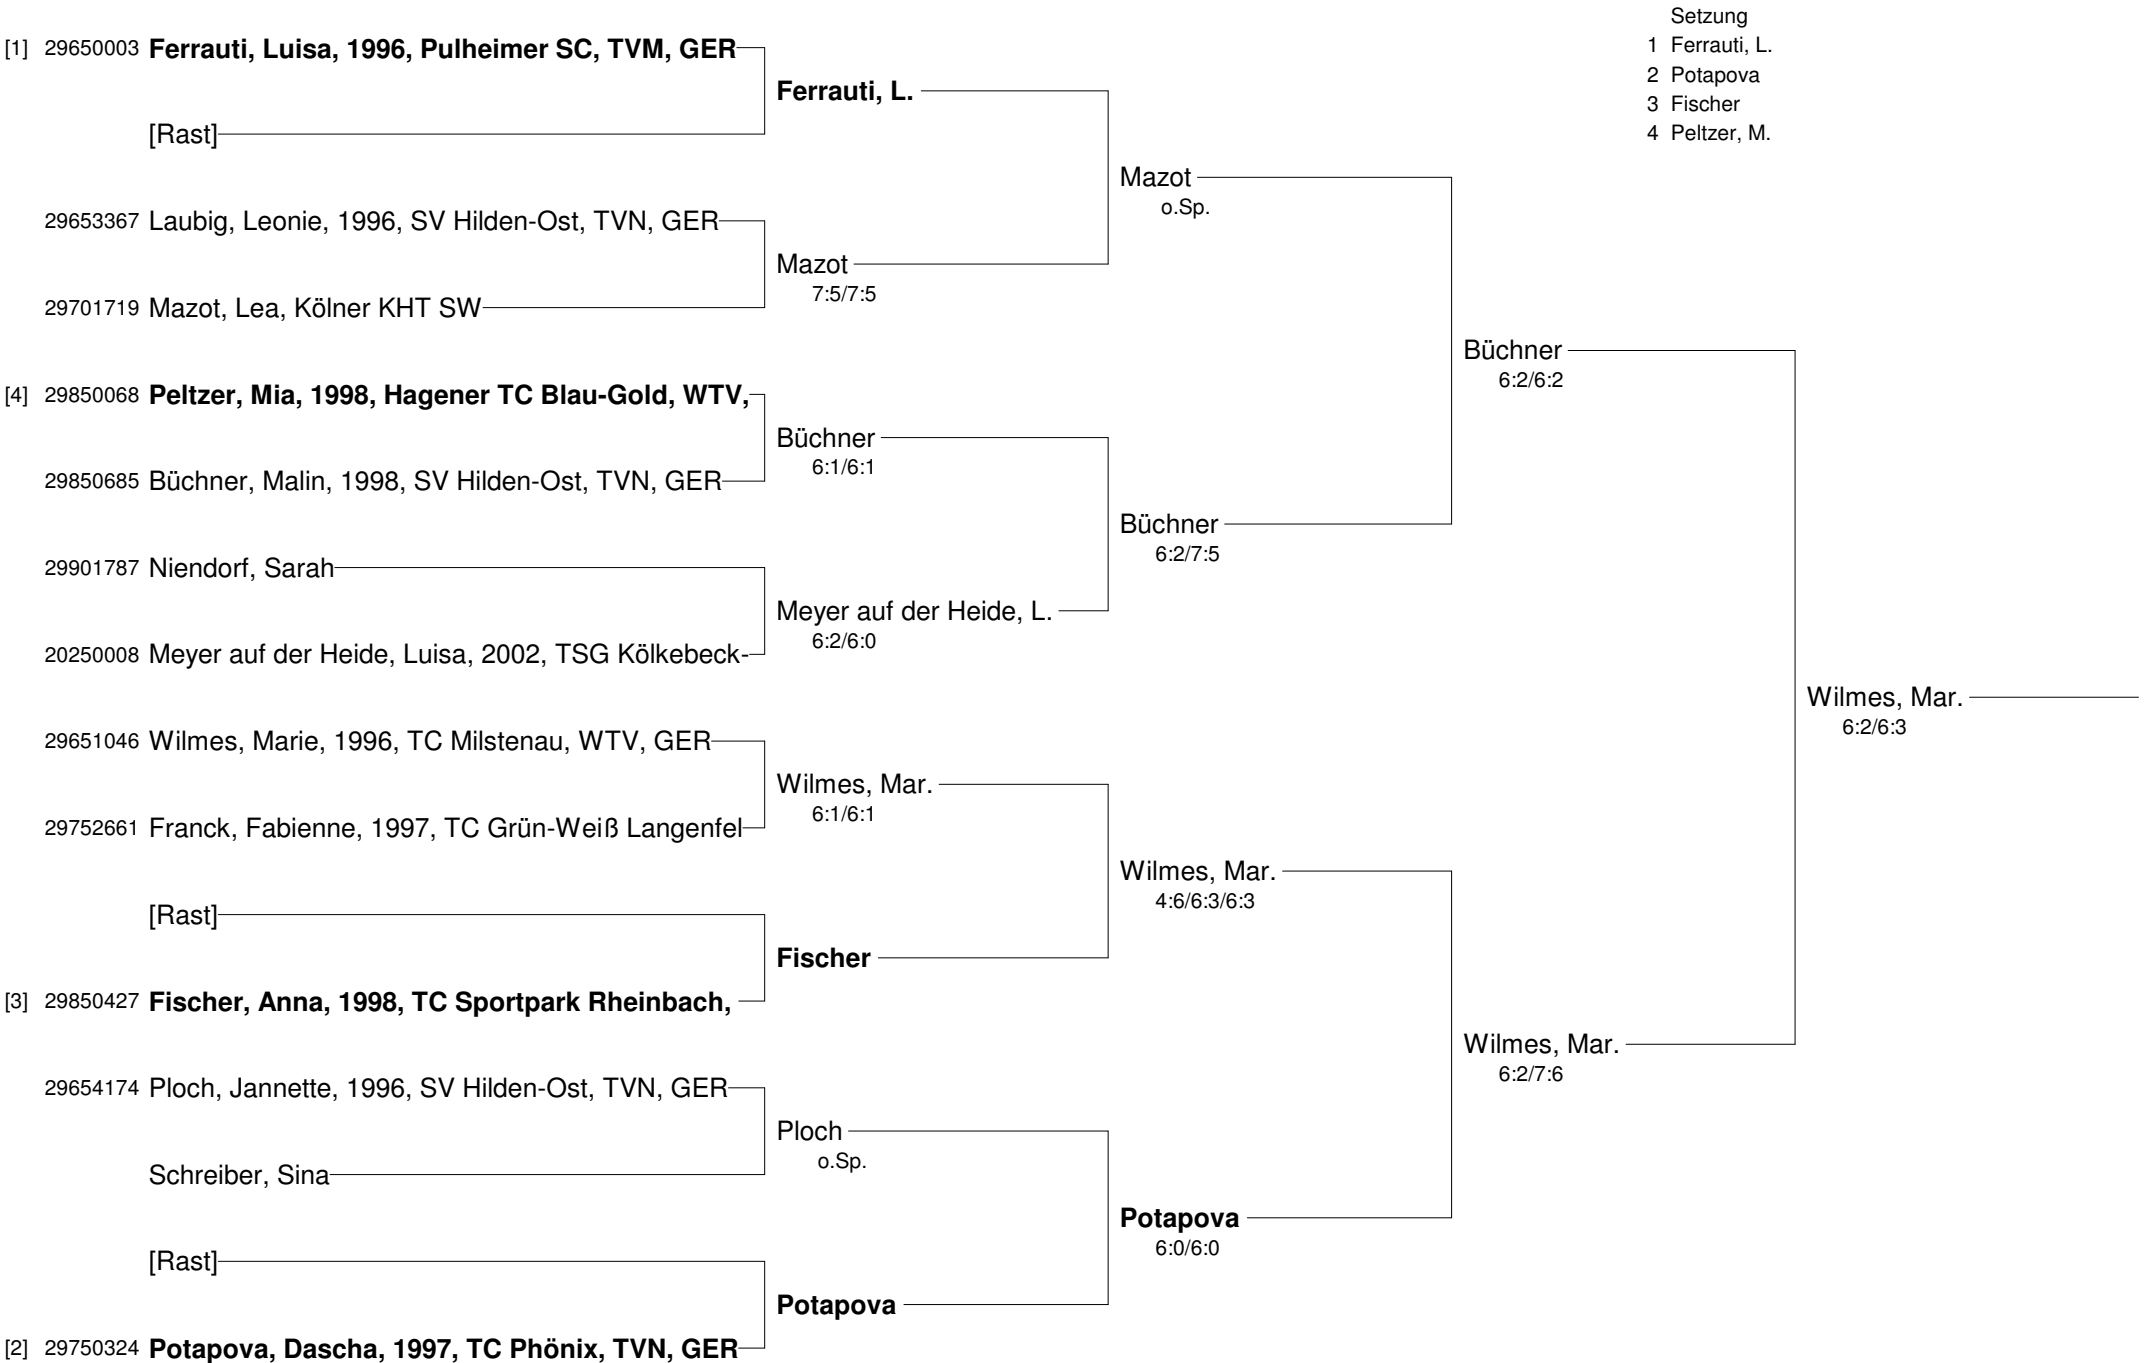 Setzung
1 Ferrauti, L.
2 Potapova
3 Fischer
4 Peltzer, M.
[1] 29650003 Ferrauti, Luisa, 1996, Pulheimer SC, TVM, GER
[Rast]
29653367 Laubig, Leonie, 1996, SV Hilden-Ost, TVN, GER
29701719 Mazot, Lea, Kölner KHT SW
[4] 29850068 Peltzer, Mia, 1998, Hagener TC Blau-Gold, WTV,
29850685 Büchner, Malin, 1998, SV Hilden-Ost, TVN, GER
29901787 Niendorf, Sarah
20250008 Meyer auf der Heide, Luisa, 2002, TSG Kölkebeck-
29651046 Wilmes, Marie, 1996, TC Milstenau, WTV, GER
29752661 Franck, Fabienne, 1997, TC Grün-Weiß Langenfel
[Rast]
[3] 29850427 Fischer, Anna, 1998, TC Sportpark Rheinbach,
29654174 Ploch, Jannette, 1996, SV Hilden-Ost, TVN, GER
Schreiber, Sina
[Rast]
[2] 29750324 Potapova, Dascha, 1997, TC Phönix, TVN, GER
Ferrauti, L.
Mazot
7:5/7:5
Büchner
6:1/6:1
Meyer auf der Heide, L.
6:2/6:0
Wilmes, Mar.
6:1/6:1
Fischer
Ploch
o.Sp.
Potapova
Mazot
o.Sp.
Büchner
6:2/7:5
Wilmes, Mar.
4:6/6:3/6:3
Potapova
6:0/6:0
Büchner
6:2/6:2
Wilmes, Mar.
6:2/7:6
Wilmes, Mar.
6:2/6:3